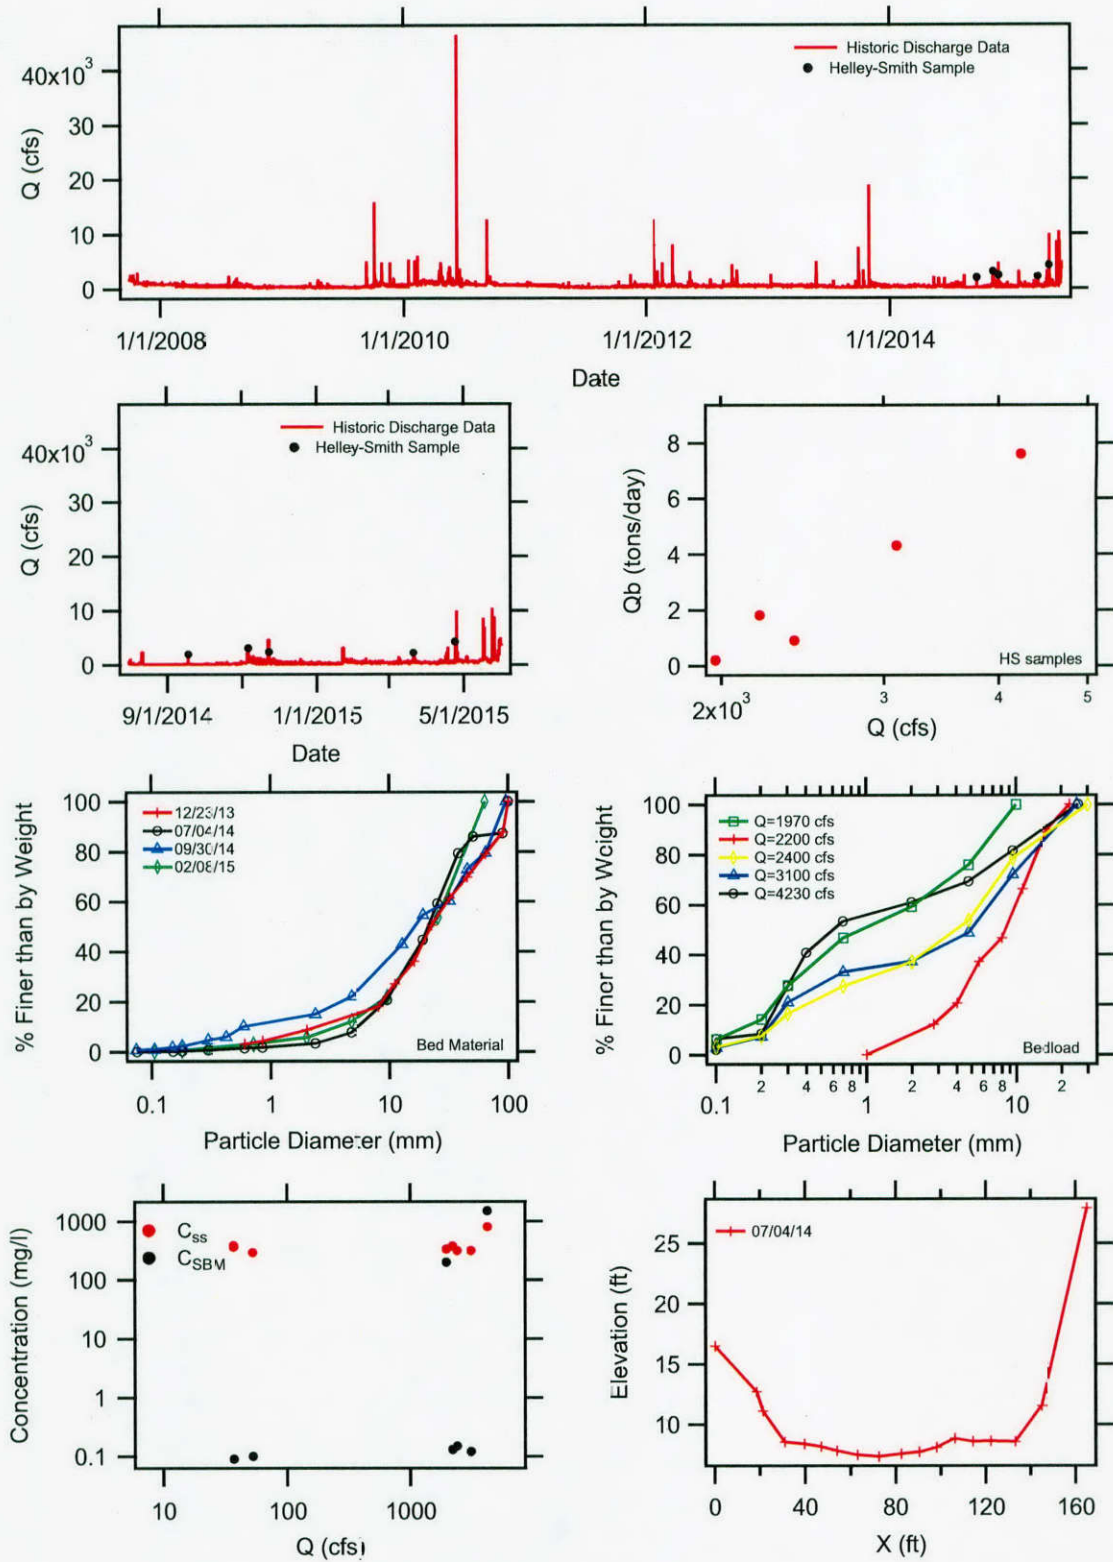 Historic Discharge Data
Helley-Smith Sample
40x10³
30
20
10
0
Q (cfs)
1/1/2008 1/1/2010 1/1/2012 1/1/2014
Date
Historic Discharge Data
Helley-Smith Sample
40x10³
30
20
10
0
Q (cfs)
9/1/2014 1/1/2015 5/1/2015
Date
8
6
4
2
0
Qb (tons/day)
HS samples
2x10³ 3 4 5
Q (cfs)
100
80
60
40
20
0
% Finer than by Weight
12/23/13
07/04/14
09/30/14
02/08/15
Bed Material
0.1 1 10 100
Particle Diameter (mm)
100
80
60
40
20
0
% Finer than by Weight
Q=1970 cfs
Q=2200 cfs
Q=2400 cfs
Q=3100 cfs
Q=4230 cfs
Bedload
2 4 6 8 2 4 6 8 2
0.1 1 10
Particle Diameter (mm)
1000
100
10
1
0.1
Concentration (mg/l)
Css
CSBM
10 100 1000
Q (cfs)
25
20
15
10
Elevation (ft)
07/04/14
0 40 80 120 160
X (ft)